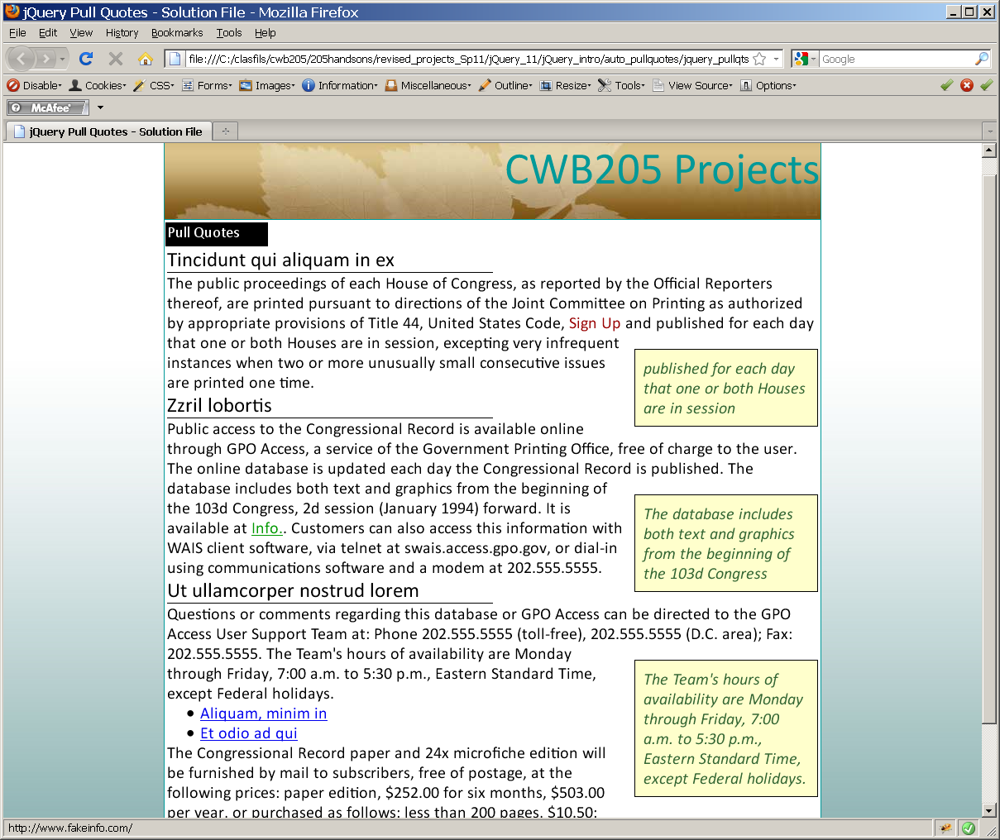 jQuery Pull Quotes - Solution File - Mozilla Firefox
File Edit View History Bookmarks Tools Help
file:///C:/clasfils/cwb205/205handsons/revised_projects_Sp11/jQuery_11/jQuery_intro/auto_pullquotes/jquery_pullqts Google
Disable Cookies CSS Forms Images Information Miscellaneous Outline Resize Tools View Source Options
McAfee
jQuery Pull Quotes - Solution File
CWB205 Projects
Pull Quotes
Tincidunt qui aliquam in ex
The public proceedings of each House of Congress, as reported by the Official Reporters
thereof, are printed pursuant to directions of the Joint Committee on Printing as authorized
by appropriate provisions of Title 44, United States Code, Sign Up and published for each day
that one or both Houses are in session, excepting very infrequent
instances when two or more unusually small consecutive issues
are printed one time.
published for each day
that one or both Houses
are in session
Zzril lobortis
Public access to the Congressional Record is available online
through GPO Access, a service of the Government Printing Office, free of charge to the user.
The online database is updated each day the Congressional Record is published. The
database includes both text and graphics from the beginning of
the 103d Congress, 2d session (January 1994) forward. It is
available at Info.. Customers can also access this information with
WAIS client software, via telnet at swais.access.gpo.gov, or dial-in
using communications software and a modem at 202.555.5555.
The database includes
both text and graphics
from the beginning of
the 103d Congress
Ut ullamcorper nostrud lorem
Questions or comments regarding this database or GPO Access can be directed to the GPO
Access User Support Team at: Phone 202.555.5555 (toll-free), 202.555.5555 (D.C. area); Fax:
202.555.5555. The Team's hours of availability are Monday
through Friday, 7:00 a.m. to 5:30 p.m., Eastern Standard Time,
except Federal holidays.
• Aliquam, minim in
• Et odio ad qui
The Team's hours of
availability are Monday
through Friday, 7:00
a.m. to 5:30 p.m.,
Eastern Standard Time,
except Federal holidays.
The Congressional Record paper and 24x microfiche edition will
be furnished by mail to subscribers, free of postage, at the
following prices: paper edition, $252.00 for six months, $503.00
per year, or purchased as follows: less than 200 pages, $10.50;
http://www.fakeinfo.com/